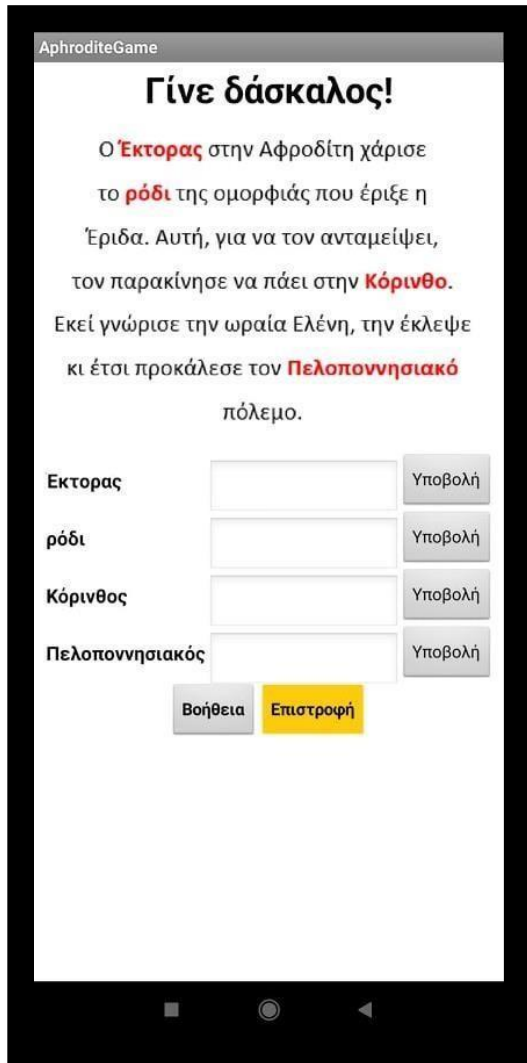 AphroditeGame
Γίνε δάσκαλος!
Ο Έκτορας στην Αφροδίτη χάρισε
το ρόδι της ομορφιάς που έριξε η
Έριδα. Αυτή, για να τον ανταμείψει,
τον παρακίνησε να πάει στην Κόρινθο.
Εκεί γνώρισε την ωραία Ελένη, την έκλεψε
κι έτσι προκάλεσε τον Πελοποννησιακό
πόλεμο.
Έκτορας Υποβολή
ρόδι Υποβολή
Κόρινθος Υποβολή
Πελοποννησιακός Υποβολή
Βοήθεια Επιστροφή